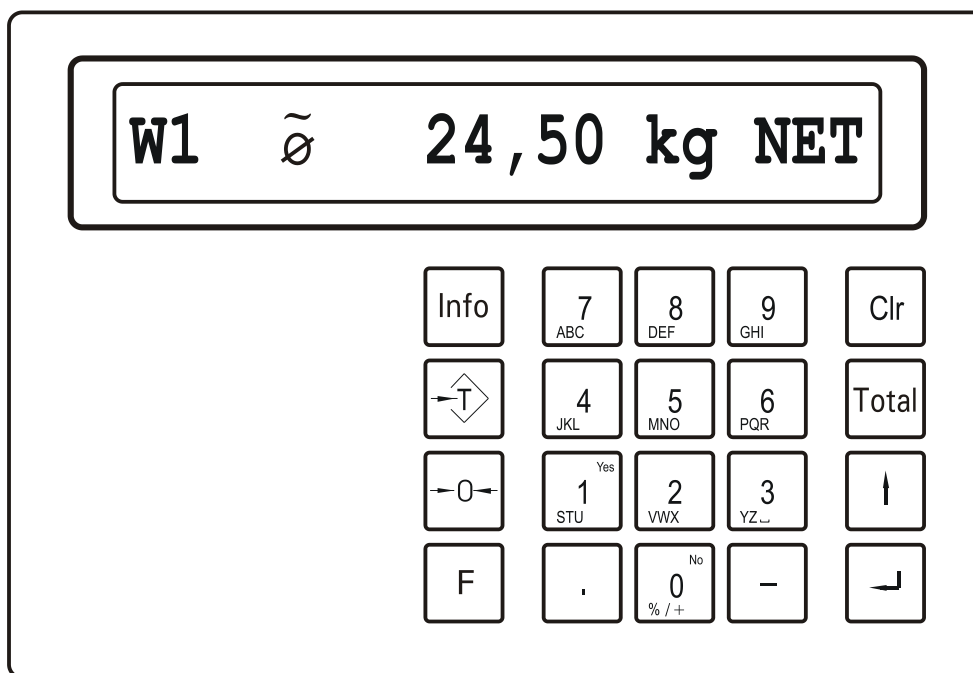 W1 ~ø 24,50 kg NET
Info 7 ABC 8 DEF 9 GHI Clr
T 4 JKL 5 MNO 6 PQR Total
0 1 Yes STU 2 VWX 3 YZ⎵ ↑
F . 0 No % / + – ↵